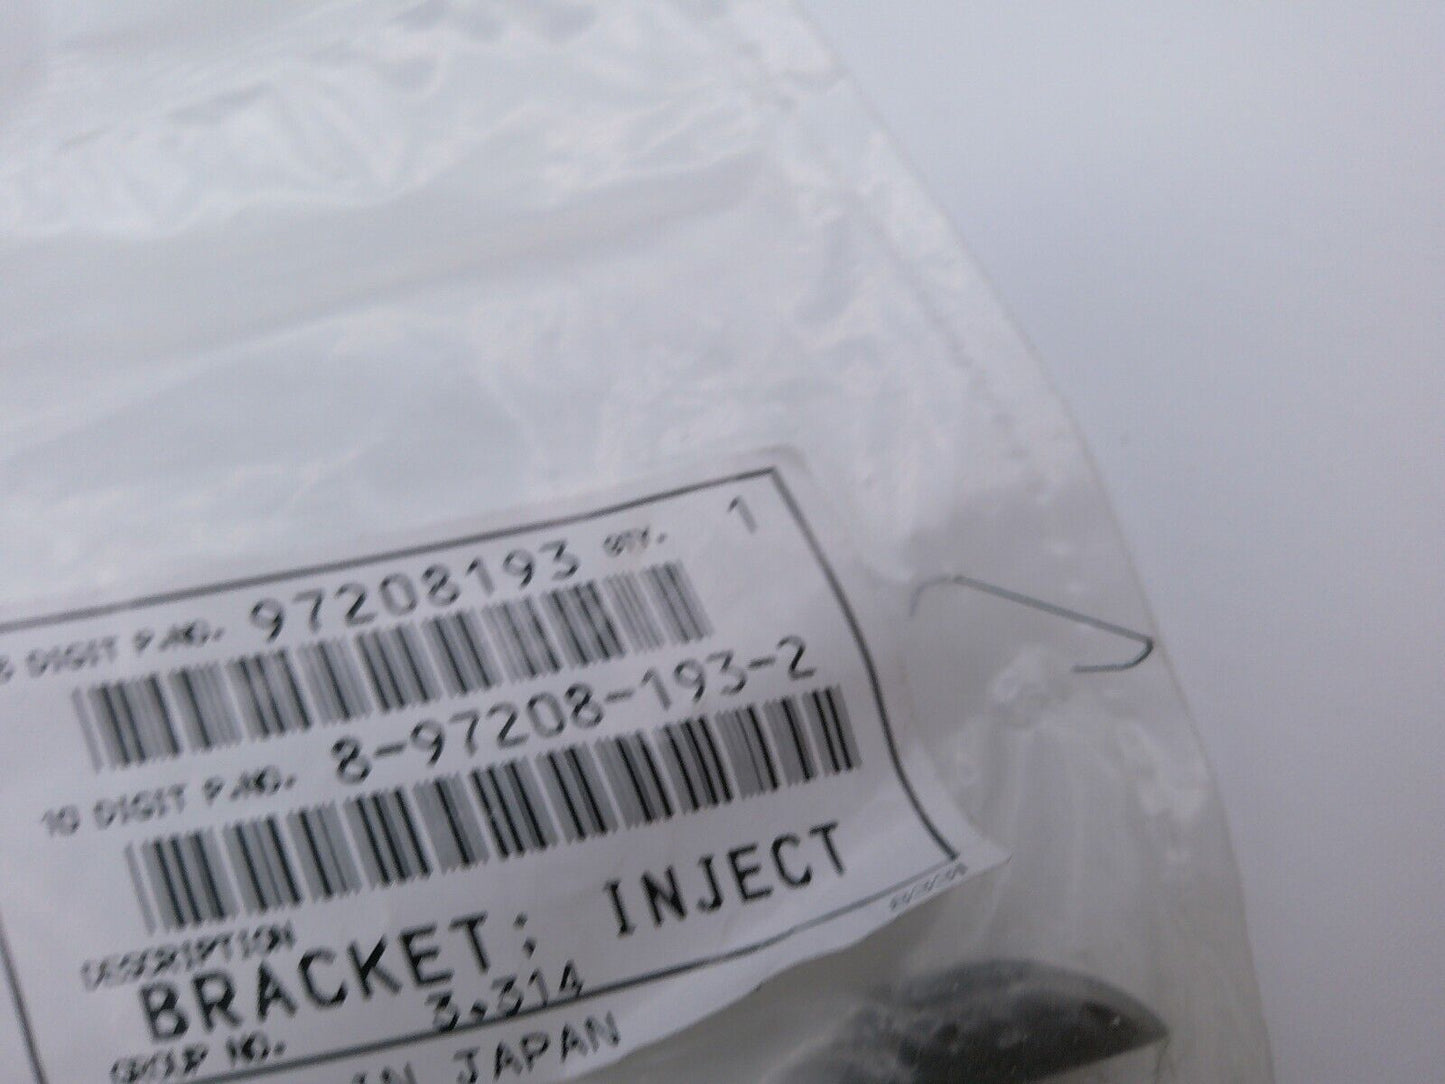 8 DIGIT P.NO. 97208193 QTY. 1
10 DIGIT P.NO. 8-97208-193-2
DESCRIPTION
BRACKET; INJECT
GROUP NO. 3.314
IN JAPAN